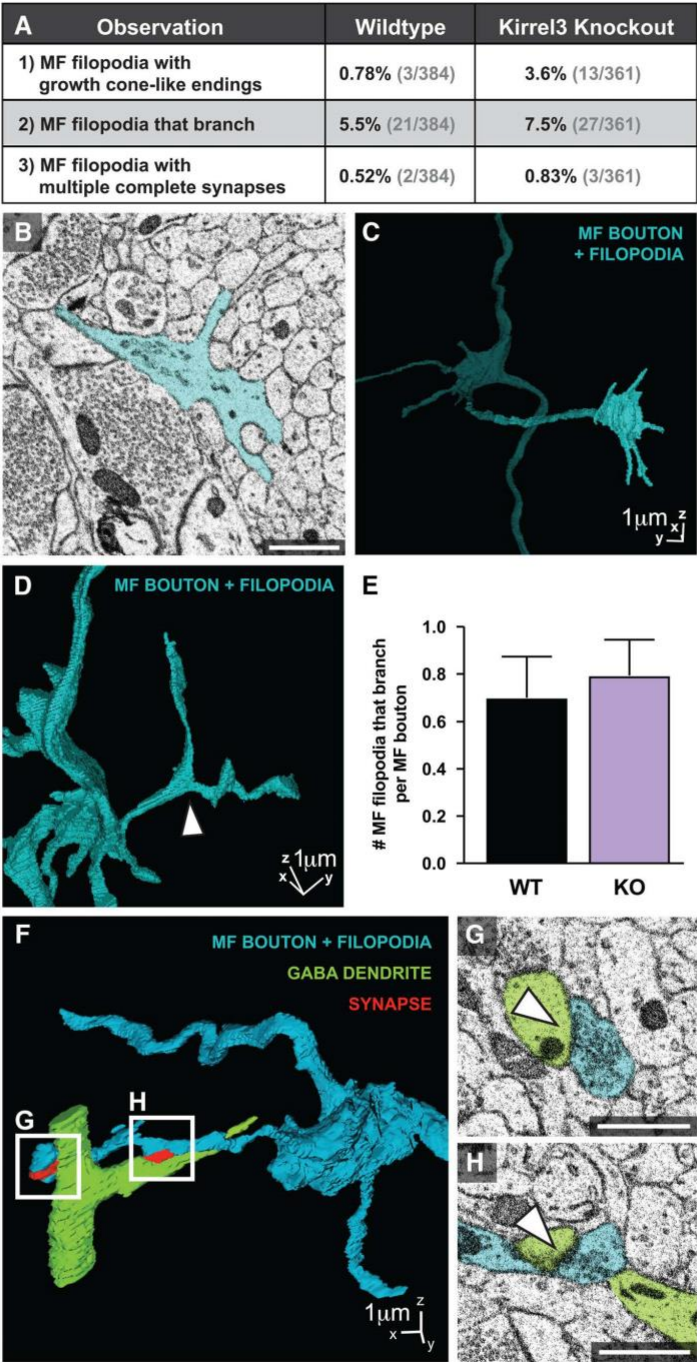 A Observation Wildtype Kirrel3 Knockout
1) MF filopodia with
growth cone-like endings
0.78% (3/384) 3.6% (13/361)
2) MF filopodia that branch 5.5% (21/384) 7.5% (27/361)
3) MF filopodia with
multiple complete synapses
0.52% (2/384) 0.83% (3/361)
B
C
MF BOUTON
+ FILOPODIA
1μm
z
x
y
D
MF BOUTON + FILOPODIA
z
x
1μm
y
E
# MF filopodia that branch
per MF bouton
1.0
0.8
0.6
0.4
0.2
0.0
WT KO
F
MF BOUTON + FILOPODIA
GABA DENDRITE
SYNAPSE
G
H
1μm
z
x
y
G
H